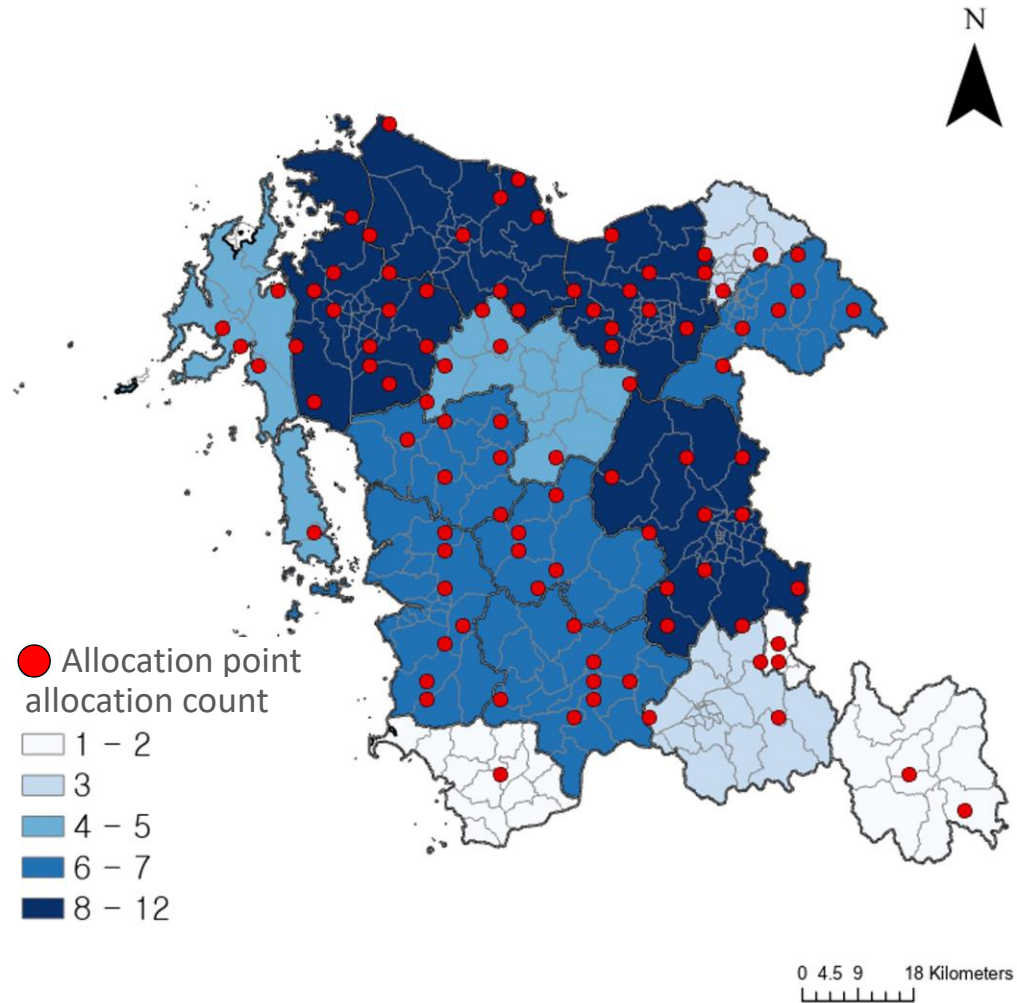 N
Allocation point
allocation count
1 – 2
3
4 – 5
6 – 7
8 – 12
0 4.5 9 18 Kilometers